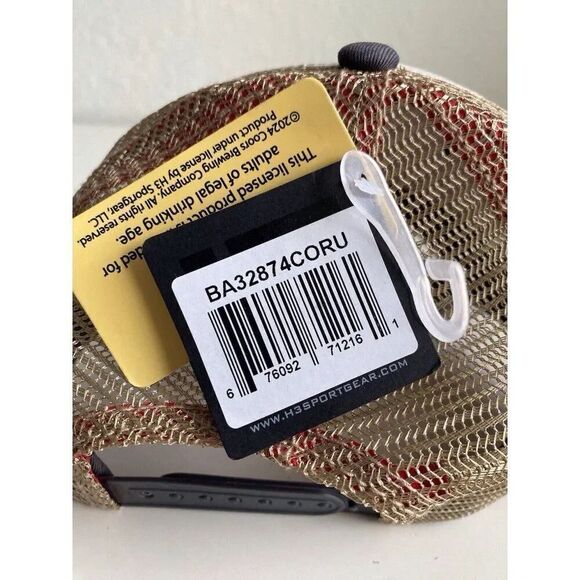 ©2024 Coors Brewing Company. All rights reserved.
Product under license by H3 Sportgear, LLC.
This licensed product is ded for
adults of legal drinking age.
BA32874CORU
6 76092 71216 1
WWW.H3SPORTGEAR.COM